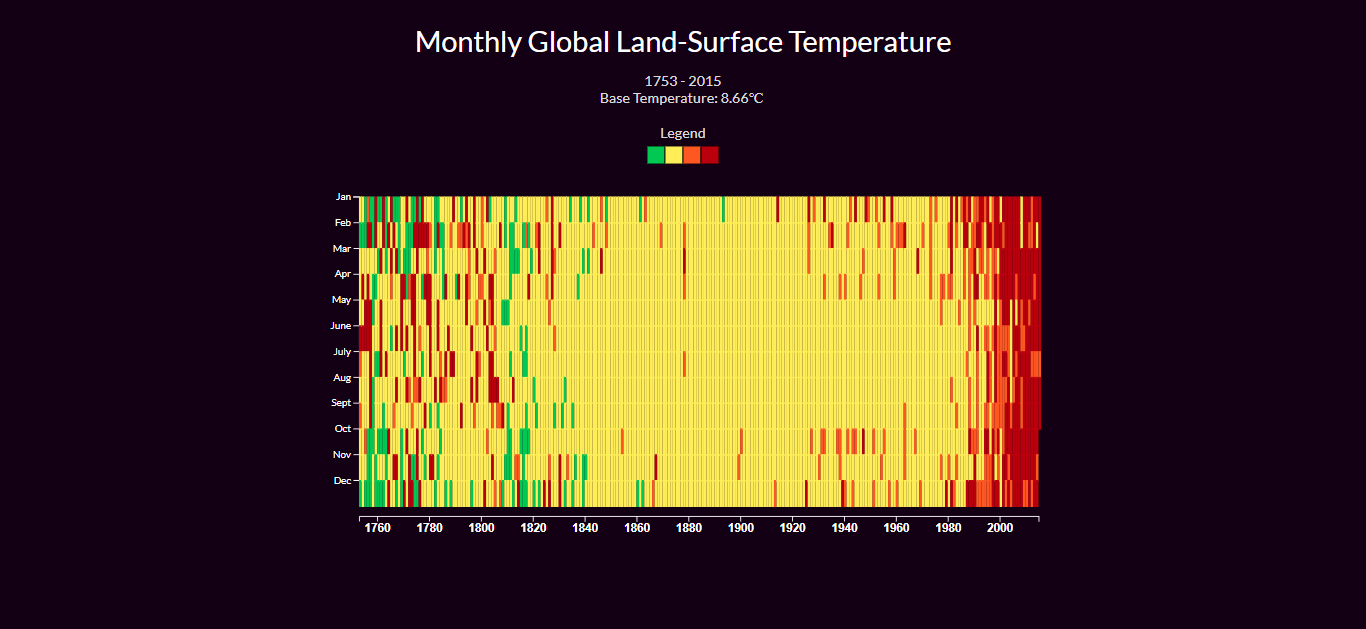 Monthly Global Land-Surface Temperature
1753 - 2015
Base Temperature: 8.66℃
Legend
Jan
Feb
Mar
Apr
May
June
July
Aug
Sept
Oct
Nov
Dec
1760 1780 1800 1820 1840 1860 1880 1900 1920 1940 1960 1980 2000